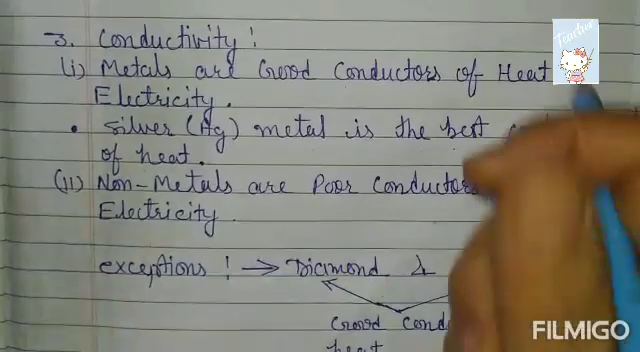 3. Conductivity!
Teacher
(i) Metals are Good Conductors of Heat
Electricity.
• Silver (Ag) metal is the best
of heat.
(ii) Non-Metals are Poor Conductors
Electricity.
exceptions! → Diamond &
Good
heat
FILMIGO